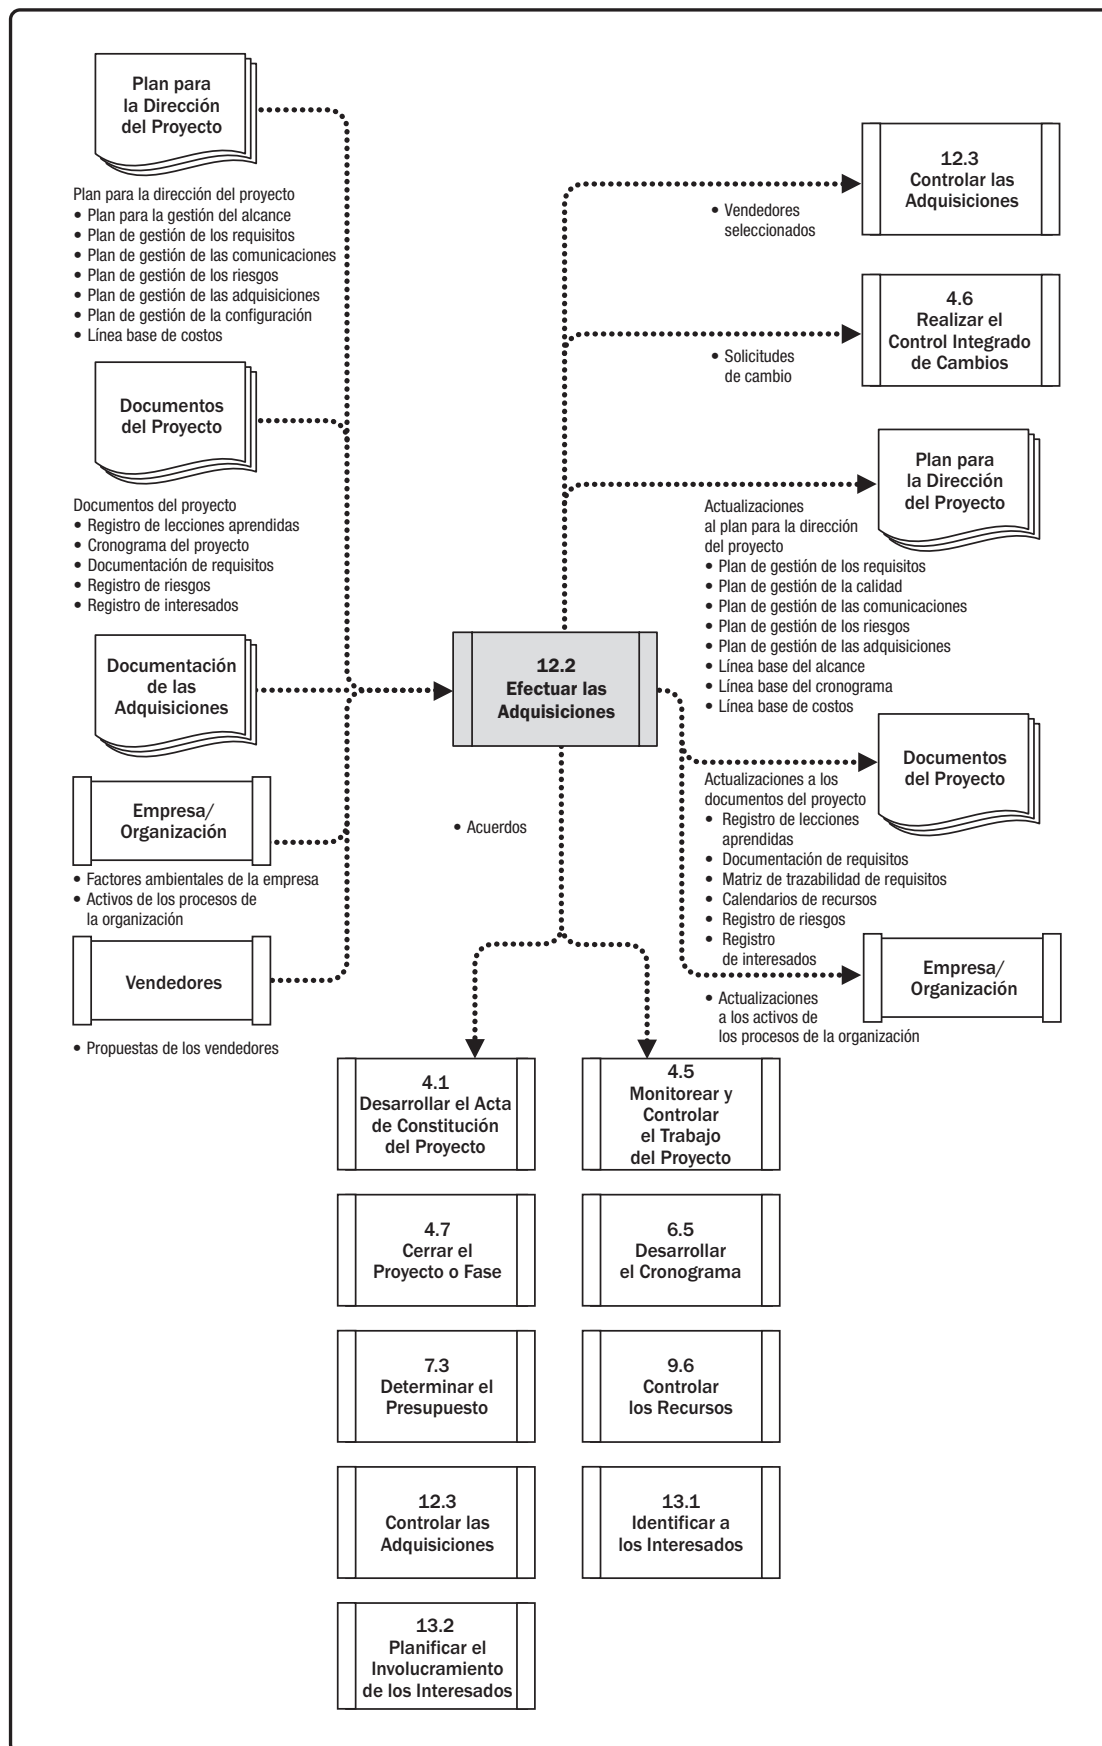 Plan para
la Dirección
del Proyecto
Plan para la dirección del proyecto
• Plan para la gestión del alcance
• Plan de gestión de los requisitos
• Plan de gestión de las comunicaciones
• Plan de gestión de los riesgos
• Plan de gestión de las adquisiciones
• Plan de gestión de la configuración
• Línea base de costos
Documentos
del Proyecto
Documentos del proyecto
• Registro de lecciones aprendidas
• Cronograma del proyecto
• Documentación de requisitos
• Registro de riesgos
• Registro de interesados
Documentación
de las
Adquisiciones
Empresa/
Organización
• Factores ambientales de la empresa
• Activos de los procesos de
la organización
Vendedores
• Propuestas de los vendedores
12.2
Efectuar las
Adquisiciones
• Acuerdos
12.3
Controlar las
Adquisiciones
• Vendedores
seleccionados
4.6
Realizar el
Control Integrado
de Cambios
• Solicitudes
de cambio
Plan para
la Dirección
del Proyecto
Actualizaciones
al plan para la dirección
del proyecto
• Plan de gestión de los requisitos
• Plan de gestión de la calidad
• Plan de gestión de las comunicaciones
• Plan de gestión de los riesgos
• Plan de gestión de las adquisiciones
• Línea base del alcance
• Línea base del cronograma
• Línea base de costos
Documentos
del Proyecto
Actualizaciones a los
documentos del proyecto
• Registro de lecciones
aprendidas
• Documentación de requisitos
• Matriz de trazabilidad de requisitos
• Calendarios de recursos
• Registro de riesgos
• Registro
de interesados
Empresa/
Organización
• Actualizaciones
a los activos de
los procesos de la organización
4.1
Desarrollar el Acta
de Constitución
del Proyecto
4.5
Monitorear y
Controlar
el Trabajo
del Proyecto
4.7
Cerrar el
Proyecto o Fase
6.5
Desarrollar
el Cronograma
7.3
Determinar el
Presupuesto
9.6
Controlar
los Recursos
12.3
Controlar las
Adquisiciones
13.1
Identificar a
los Interesados
13.2
Planificar el
Involucramiento
de los Interesados